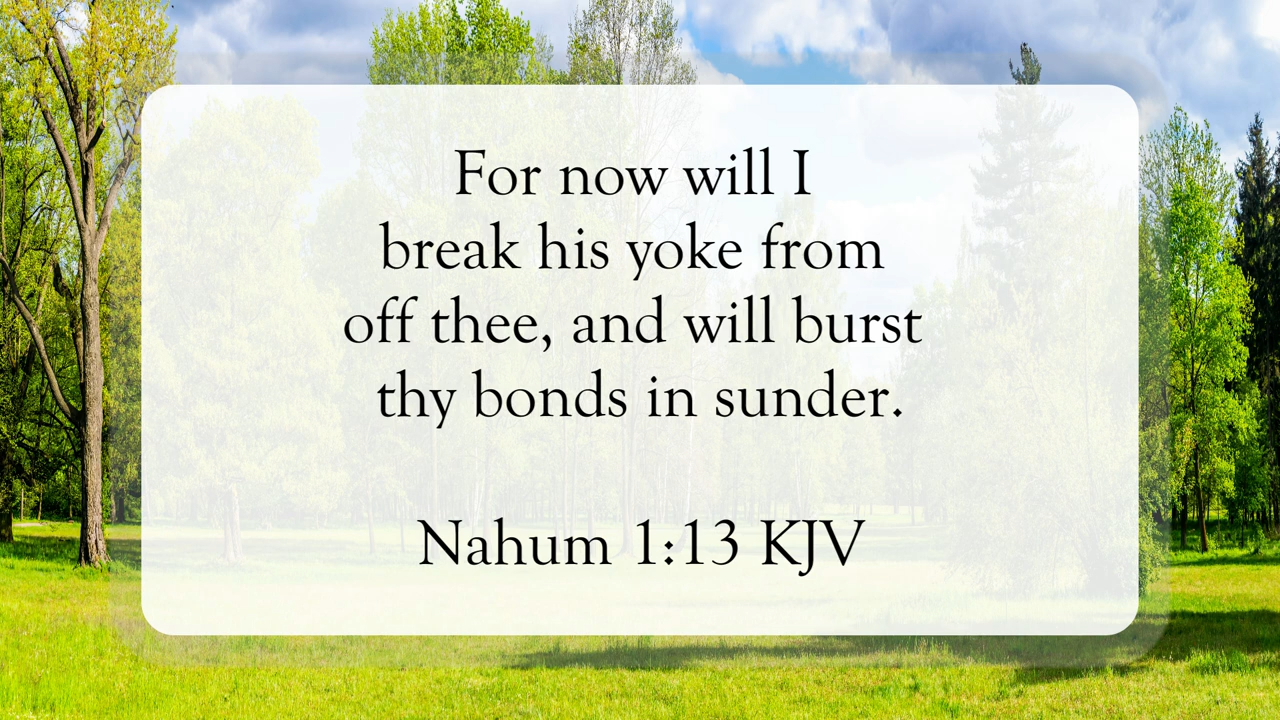 For now will I
break his yoke from
off thee, and will burst
thy bonds in sunder.
Nahum 1:13 KJV